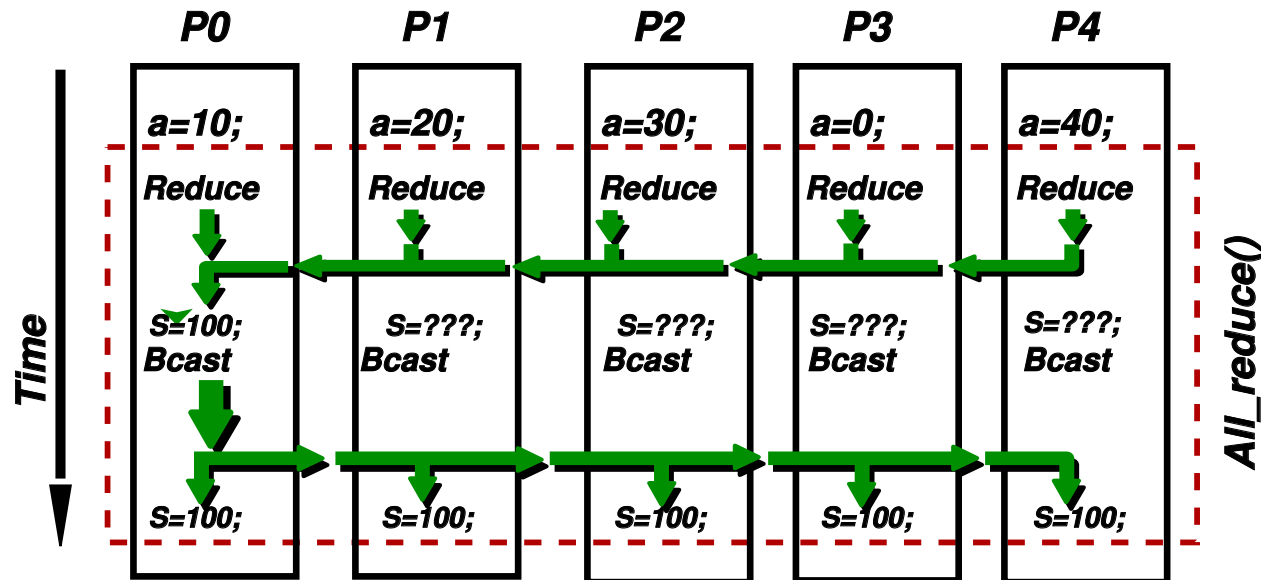 P0 P1 P2 P3 P4
a=10; a=20; a=30; a=0; a=40;
Reduce Reduce Reduce Reduce Reduce
S=100; S=???; S=???; S=???; S=???;
Bcast Bcast Bcast Bcast Bcast
S=100; S=100; S=100; S=100; S=100;
Time
All_reduce()